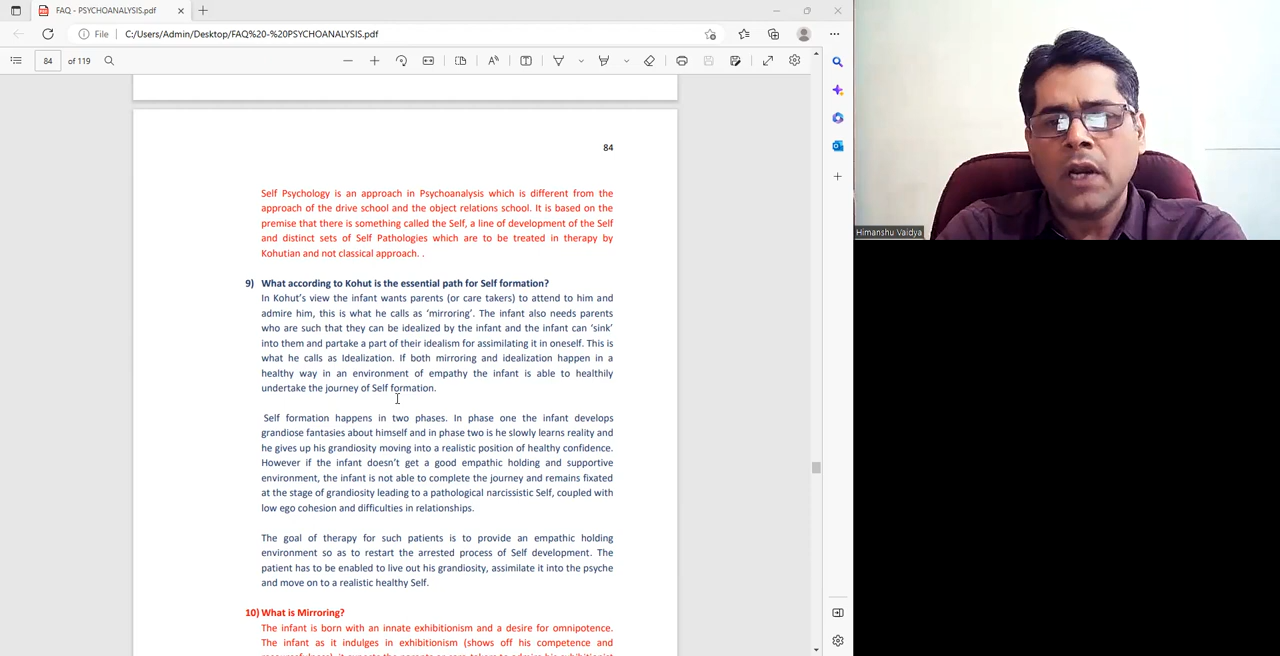 FAQ - PSYCHOANALYSIS.pdf
File
C:/Users/Admin/Desktop/FAQ%20-%20PSYCHOANALYSIS.pdf
84
of 119
84
Self Psychology is an approach in Psychoanalysis which is different from the
approach of the drive school and the object relations school. It is based on the
premise that there is something called the Self, a line of development of the Self
and distinct sets of Self Pathologies which are to be treated in therapy by
Kohutian and not classical approach. .
9) What according to Kohut is the essential path for Self formation?
In Kohut's view the infant wants parents (or care takers) to attend to him and
admire him, this is what he calls as 'mirroring'. The infant also needs parents
who are such that they can be idealized by the infant and the infant can 'sink'
into them and partake a part of their idealism for assimilating it in oneself. This is
what he calls as Idealization. If both mirroring and idealization happen in a
healthy way in an environment of empathy the infant is able to healthily
undertake the journey of Self formation.
Self formation happens in two phases. In phase one the infant develops
grandiose fantasies about himself and in phase two is he slowly learns reality and
he gives up his grandiosity moving into a realistic position of healthy confidence.
However if the infant doesn't get a good empathic holding and supportive
environment, the infant is not able to complete the journey and remains fixated
at the stage of grandiosity leading to a pathological narcissistic Self, coupled with
low ego cohesion and difficulties in relationships.
The goal of therapy for such patients is to provide an empathic holding
environment so as to restart the arrested process of Self development. The
patient has to be enabled to live out his grandiosity, assimilate it into the psyche
and move on to a realistic healthy Self.
10) What is Mirroring?
The infant is born with an innate exhibitionism and a desire for omnipotence.
The infant as it indulges in exhibitionism (shows off his competence and
Himanshu Vaidya